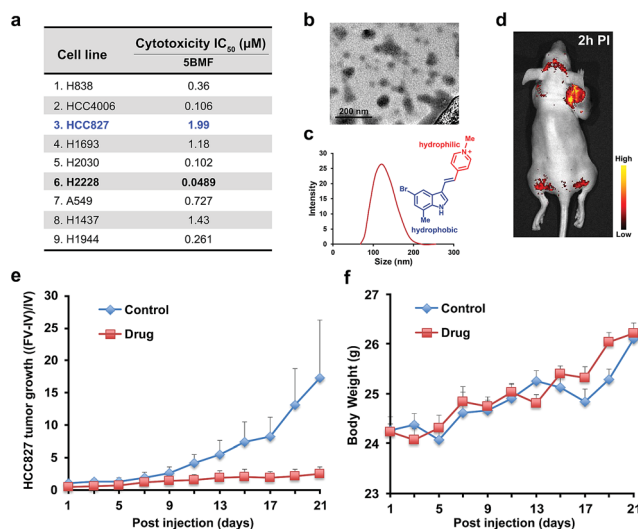 a
Cell line
Cytotoxicity IC50 (µM)
5BMF
1. H838 0.36
2. HCC4006 0.106
3. HCC827 1.99
4. H1693 1.18
5. H2030 0.102
6. H2228 0.0489
7. A549 0.727
8. H1437 1.43
9. H1944 0.261
b
200 nm
c
Intensity
30
25
20
15
10
5
0
0 100 200 300
Size (nm)
hydrophilic
Me
N+
Br
N
H
Me
hydrophobic
d
2h PI
High
Low
e
HCC827 tumor growth ((FV-IV)/IV)
30
25
20
15
10
5
0
Control
Drug
1 5 9 13 17 21
Post injection (days)
f
Body Weight (g)
27
26
25
24
23
Control
Drug
1 5 9 13 17 21
Post injection (days)